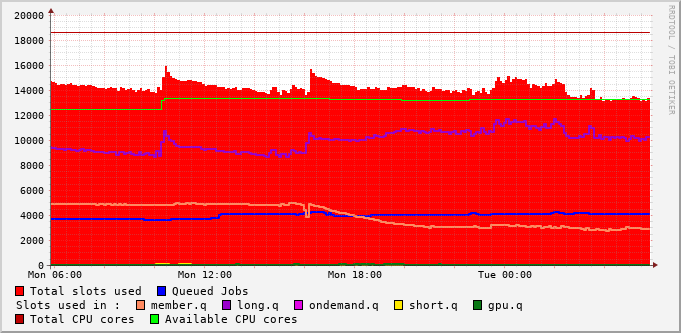 RRDTOOL / TOBI OETIKER
20000
18000
16000
14000
12000
10000
8000
6000
4000
2000
0
Mon 06:00 Mon 12:00 Mon 18:00 Tue 00:00
Total slots used Queued Jobs
Slots used in : member.q long.q ondemand.q short.q gpu.q
Total CPU cores Available CPU cores